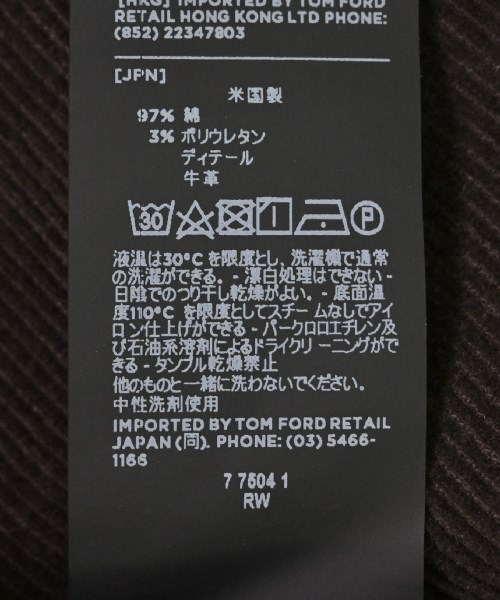 [HKG] IMPORTED BY TOM FORD
RETAIL HONG KONG LTD PHONE:
(852) 22347803
[JPN]
米国製
97% 綿
3% ポリウレタン
ディテール
牛革
30 P
液温は30°C を限度とし、洗濯機で通常
の洗濯ができる。- 漂白処理はできない -
日陰でのつり干し乾燥がよい。- 底面温
度110°C を限度としてスチームなしでアイ
ロン仕上げができる - パークロロエチレン及
び石油系溶剤によるドライクリーニングがで
きる - タンブル乾燥禁止
他のものと一緒に洗わないでください。
中性洗剤使用
IMPORTED BY TOM FORD RETAIL
JAPAN (同). PHONE: (03) 5466-
1166
7 7504 1
RW